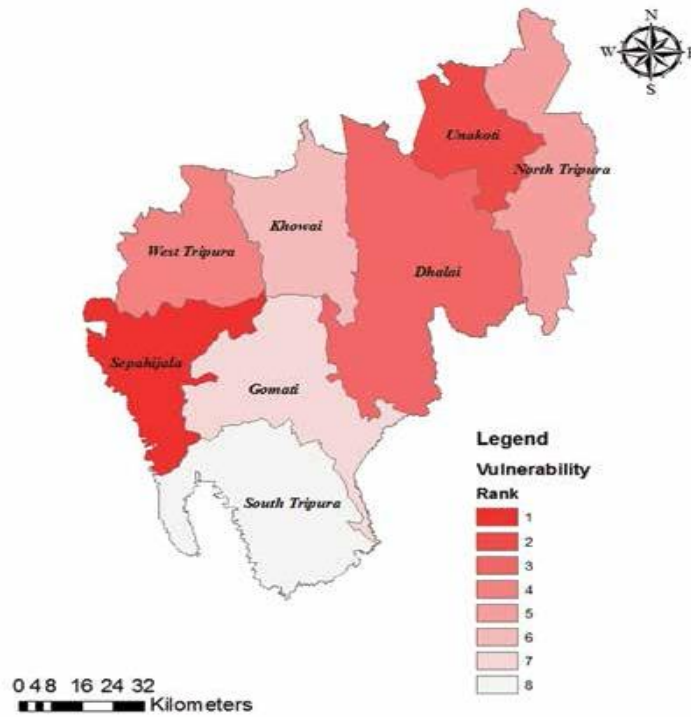 N
W E
S
Unakoti
North Tripura
Khowai
West Tripura
Dhalai
Sepahijala
Gomati
South Tripura
Legend
Vulnerability
Rank
1
2
3
4
5
6
7
8
0 4 8 16 24 32
Kilometers